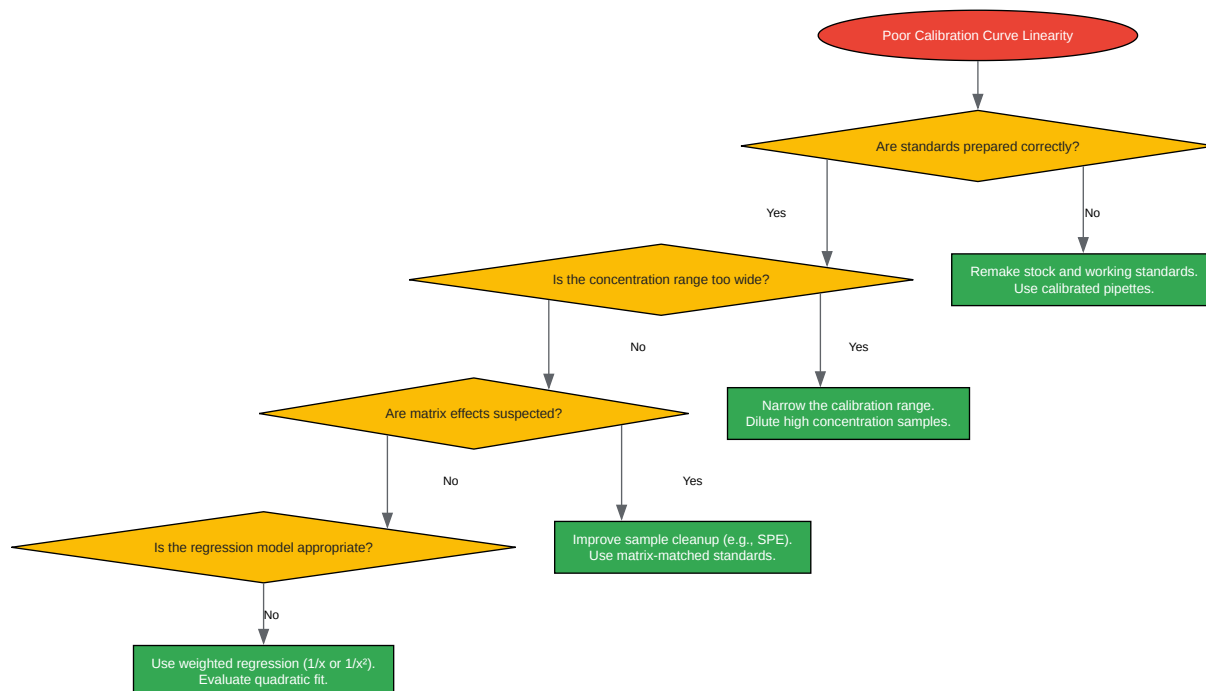 Poor Calibration Curve Linearity
Are standards prepared correctly?
Yes
No
Is the concentration range too wide?
Remake stock and working standards.
Use calibrated pipettes.
No
Yes
Are matrix effects suspected?
Narrow the calibration range.
Dilute high concentration samples.
No
Yes
Is the regression model appropriate?
Improve sample cleanup (e.g., SPE).
Use matrix-matched standards.
No
Use weighted regression (1/x or 1/x²).
Evaluate quadratic fit.